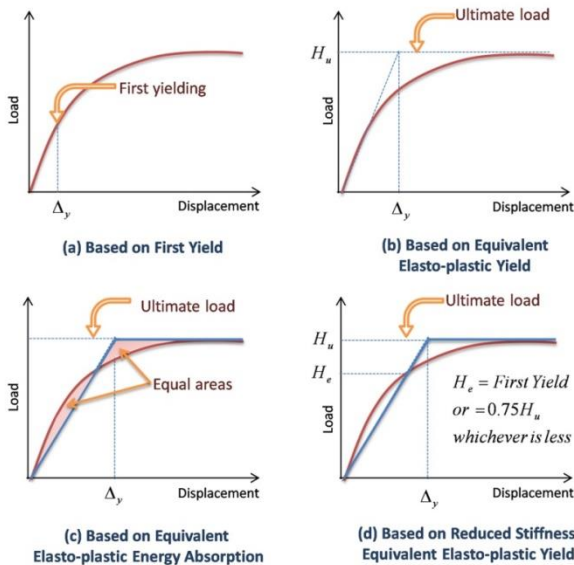 Load
First yielding
Δy
Displacement
(a) Based on First Yield
Ultimate load
Hu
Load
Δy
Displacement
(b) Based on Equivalent
Elasto-plastic Yield
Ultimate load
Load
Equal areas
Displacement
Δy
(c) Based on Equivalent
Elasto-plastic Energy Absorption
Ultimate load
Hu
He
Load
He = First Yield
or = 0.75Hu
whichever is less
Displacement
Δy
(d) Based on Reduced Stiffness
Equivalent Elasto-plastic Yield